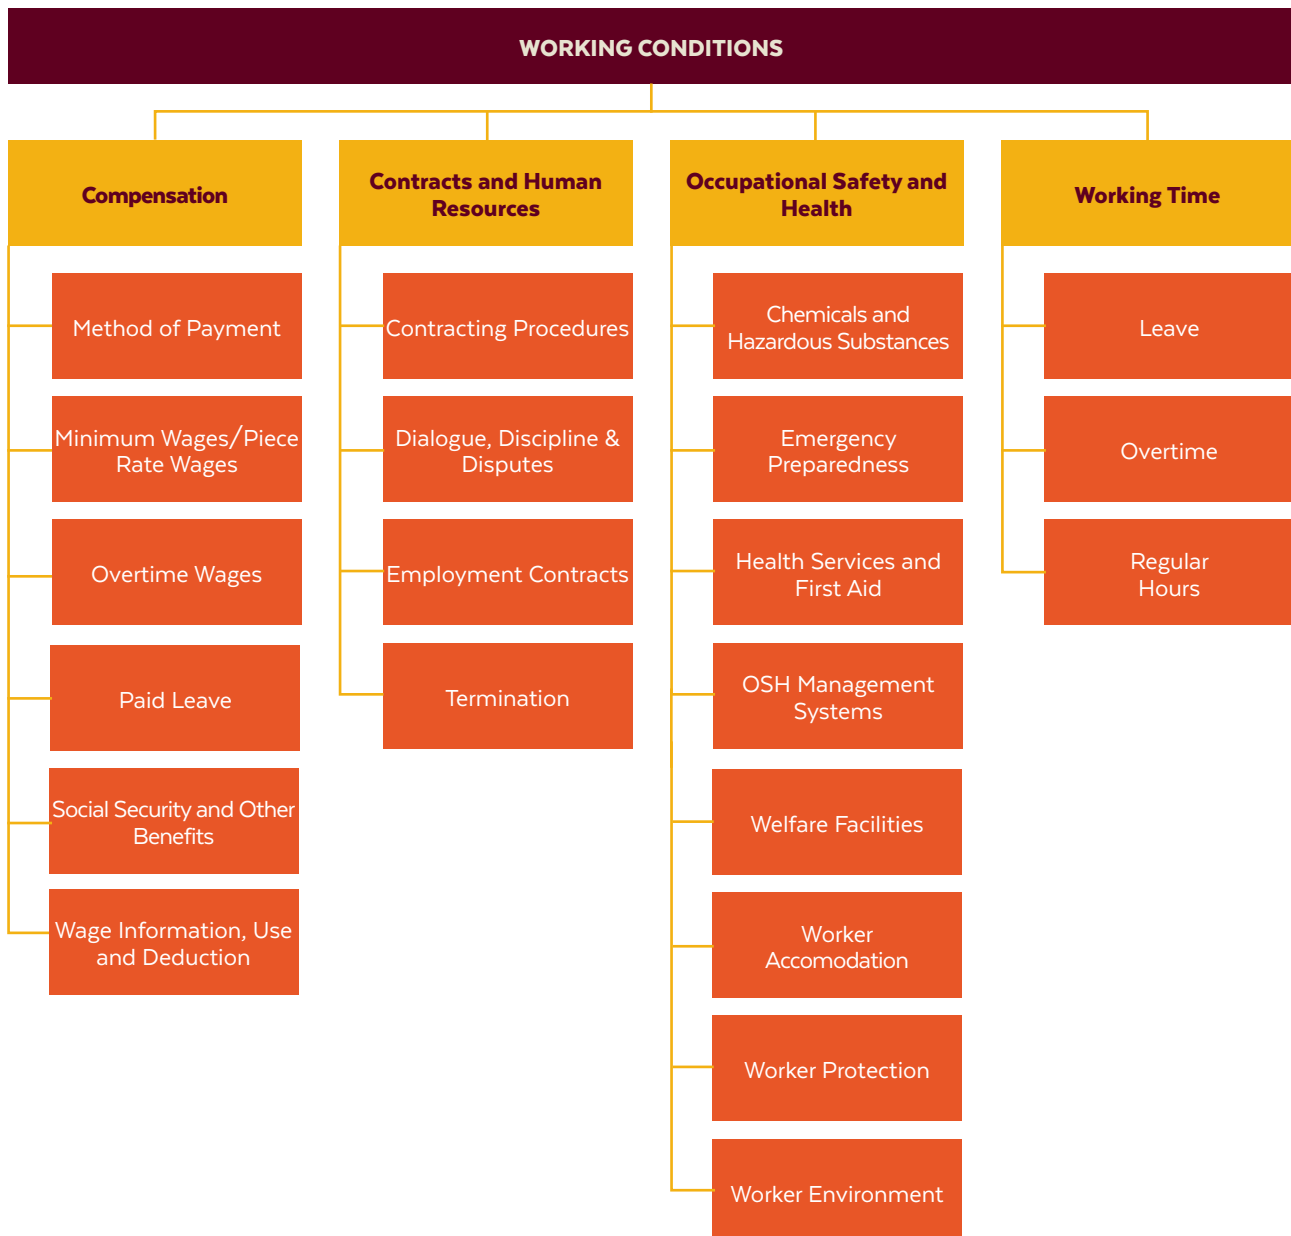 WORKING CONDITIONS
Compensation
Method of Payment
Minimum Wages/Piece
Rate Wages
Overtime Wages
Paid Leave
Social Security and Other
Benefits
Wage Information, Use
and Deduction
Contracts and Human
Resources
Contracting Procedures
Dialogue, Discipline &
Disputes
Employment Contracts
Termination
Occupational Safety and
Health
Chemicals and
Hazardous Substances
Emergency
Preparedness
Health Services and
First Aid
OSH Management
Systems
Welfare Facilities
Worker
Accomodation
Worker Protection
Worker Environment
Working Time
Leave
Overtime
Regular
Hours